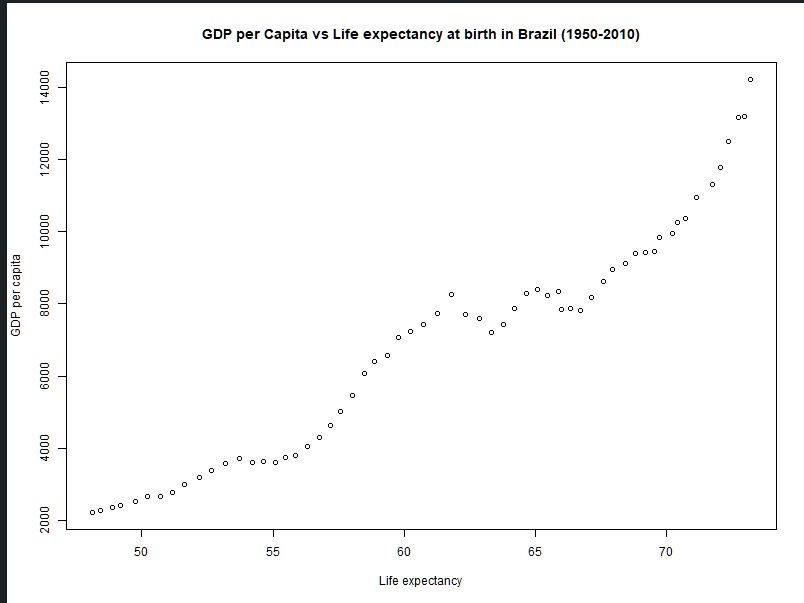 GDP per Capita vs Life expectancy at birth in Brazil (1950-2010)
14000
12000
10000
8000
6000
4000
2000
GDP per capita
50 55 60 65 70
Life expectancy